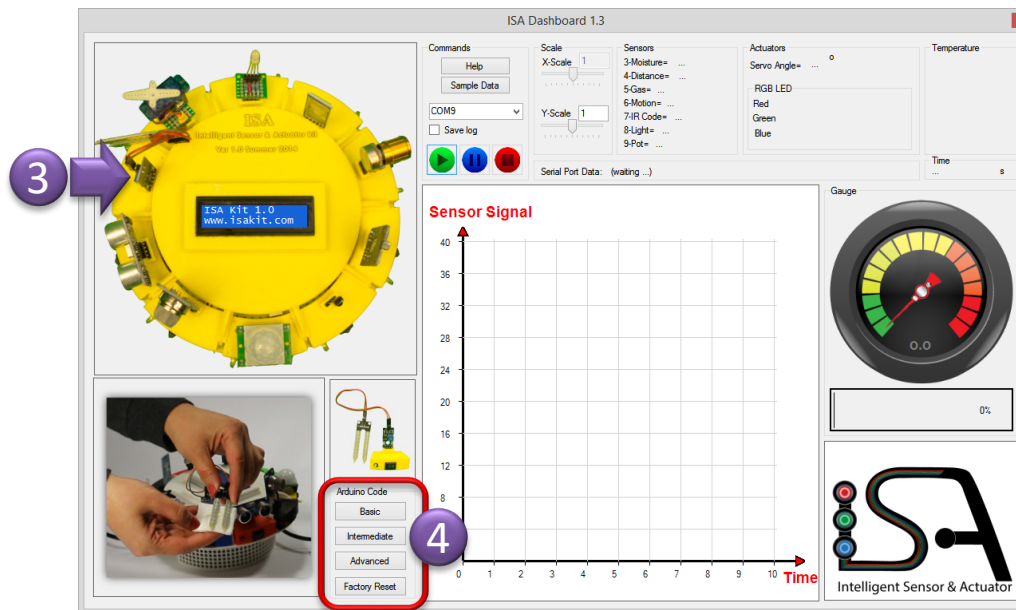 ISA Dashboard 1.3
Commands
Help
Sample Data
COM9
Save log
Scale
X-Scale 1
Y-Scale 1
Sensors
3-Moisture= ...
4-Distance= ...
5-Gas= ...
6-Motion= ...
7-IR Code= ...
8-Light= ...
9-Pot= ...
Actuators
Servo Angle= ... o
RGB LED
Red
Green
Blue
Temperature
Time
... s
Serial Port Data: (waiting ...)
ISA
Intelligent Sensor & Actuator Kit
Ver 1.0 Summer 2014
ISA Kit 1.0
www.isakit.com
3
Sensor Signal
40
36
32
28
24
20
16
12
8
0 1 2 3 4 5 6 7 8 9 10
Time
Gauge
0.0
0%
Arduino Code
Basic
Intermediate
Advanced
Factory Reset
4
iSA
Intelligent Sensor & Actuator